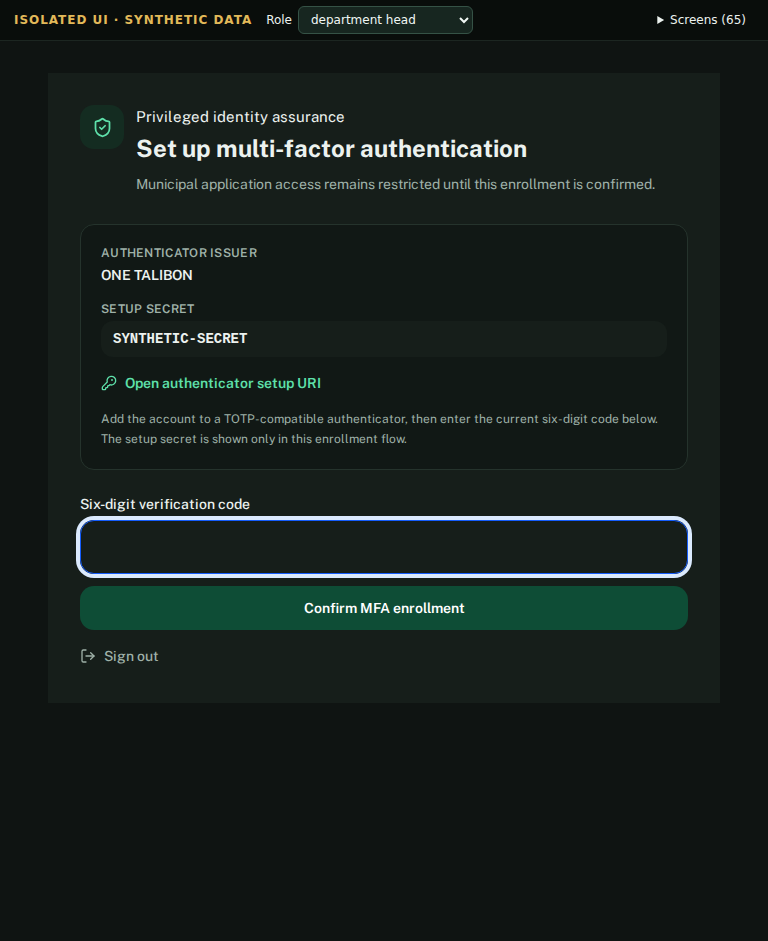 ISOLATED UI · SYNTHETIC DATA Role department head Screens (65)
Privileged identity assurance
Set up multi-factor authentication
Municipal application access remains restricted until this enrollment is confirmed.
AUTHENTICATOR ISSUER
ONE TALIBON
SETUP SECRET
SYNTHETIC-SECRET
Open authenticator setup URI
Add the account to a TOTP-compatible authenticator, then enter the current six-digit code below.
The setup secret is shown only in this enrollment flow.
Six-digit verification code
Confirm MFA enrollment
Sign out